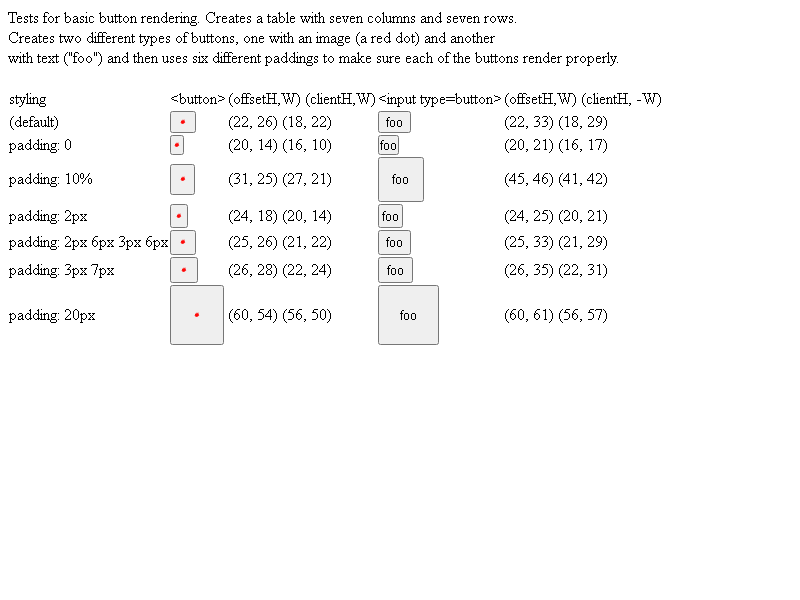 Tests for basic button rendering. Creates a table with seven columns and seven rows.
Creates two different types of buttons, one with an image (a red dot) and another
with text ("foo") and then uses six different paddings to make sure each of the buttons render properly.
styling <button> (offsetH,W) (clientH,W) <input type=button> (offsetH,W) (clientH, -W)
(default) (22, 26) (18, 22) foo (22, 33) (18, 29)
padding: 0 (20, 14) (16, 10) foo (20, 21) (16, 17)
padding: 10% (31, 25) (27, 21) foo (45, 46) (41, 42)
padding: 2px (24, 18) (20, 14) foo (24, 25) (20, 21)
padding: 2px 6px 3px 6px (25, 26) (21, 22) foo (25, 33) (21, 29)
padding: 3px 7px (26, 28) (22, 24) foo (26, 35) (22, 31)
padding: 20px (60, 54) (56, 50) foo (60, 61) (56, 57)